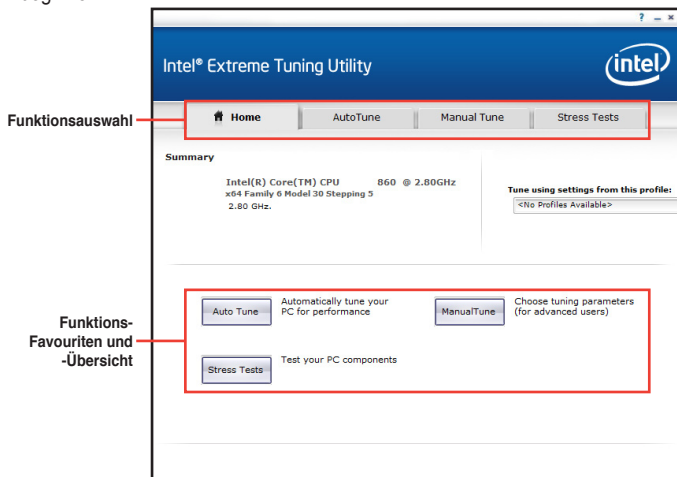 ? _ ×
Intel® Extreme Tuning Utility
intel
Funktionsauswahl
Home AutoTune Manual Tune Stress Tests
Summary
Intel(R) Core(TM) CPU 860 @ 2.80GHz
x64 Family 6 Model 30 Stepping 5
2.80 GHz.
Tune using settings from this profile:
<No Profiles Available>
Funktions-
Favouriten und
-Übersicht
Auto Tune
Automatically tune your
PC for performance
ManualTune
Choose tuning parameters
(for advanced users)
Stress Tests
Test your PC components